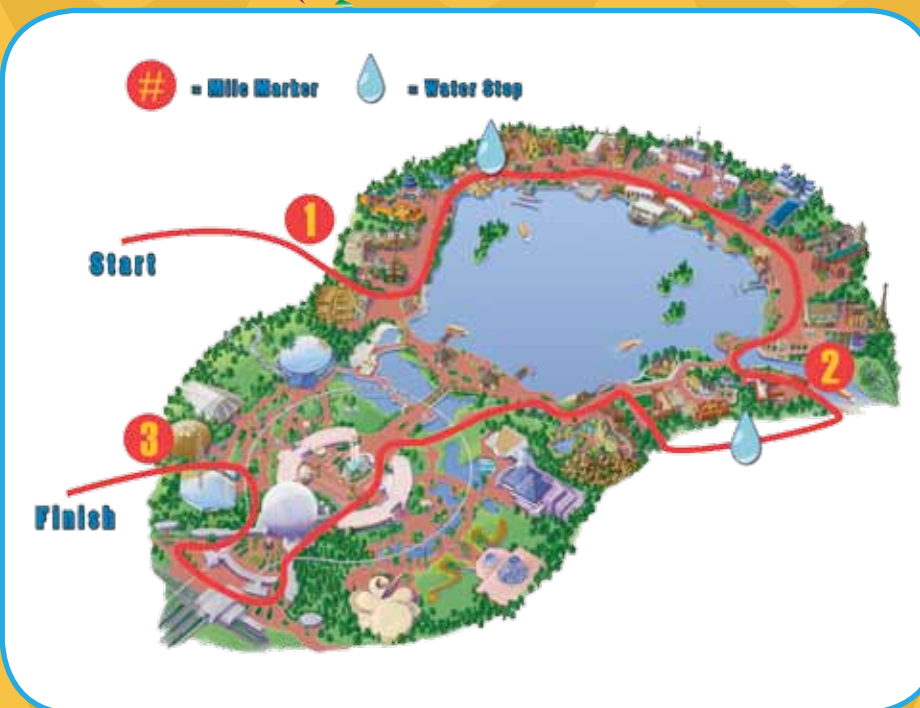 # = Mile Marker = Water Stop
1
Start
2
3
Finish